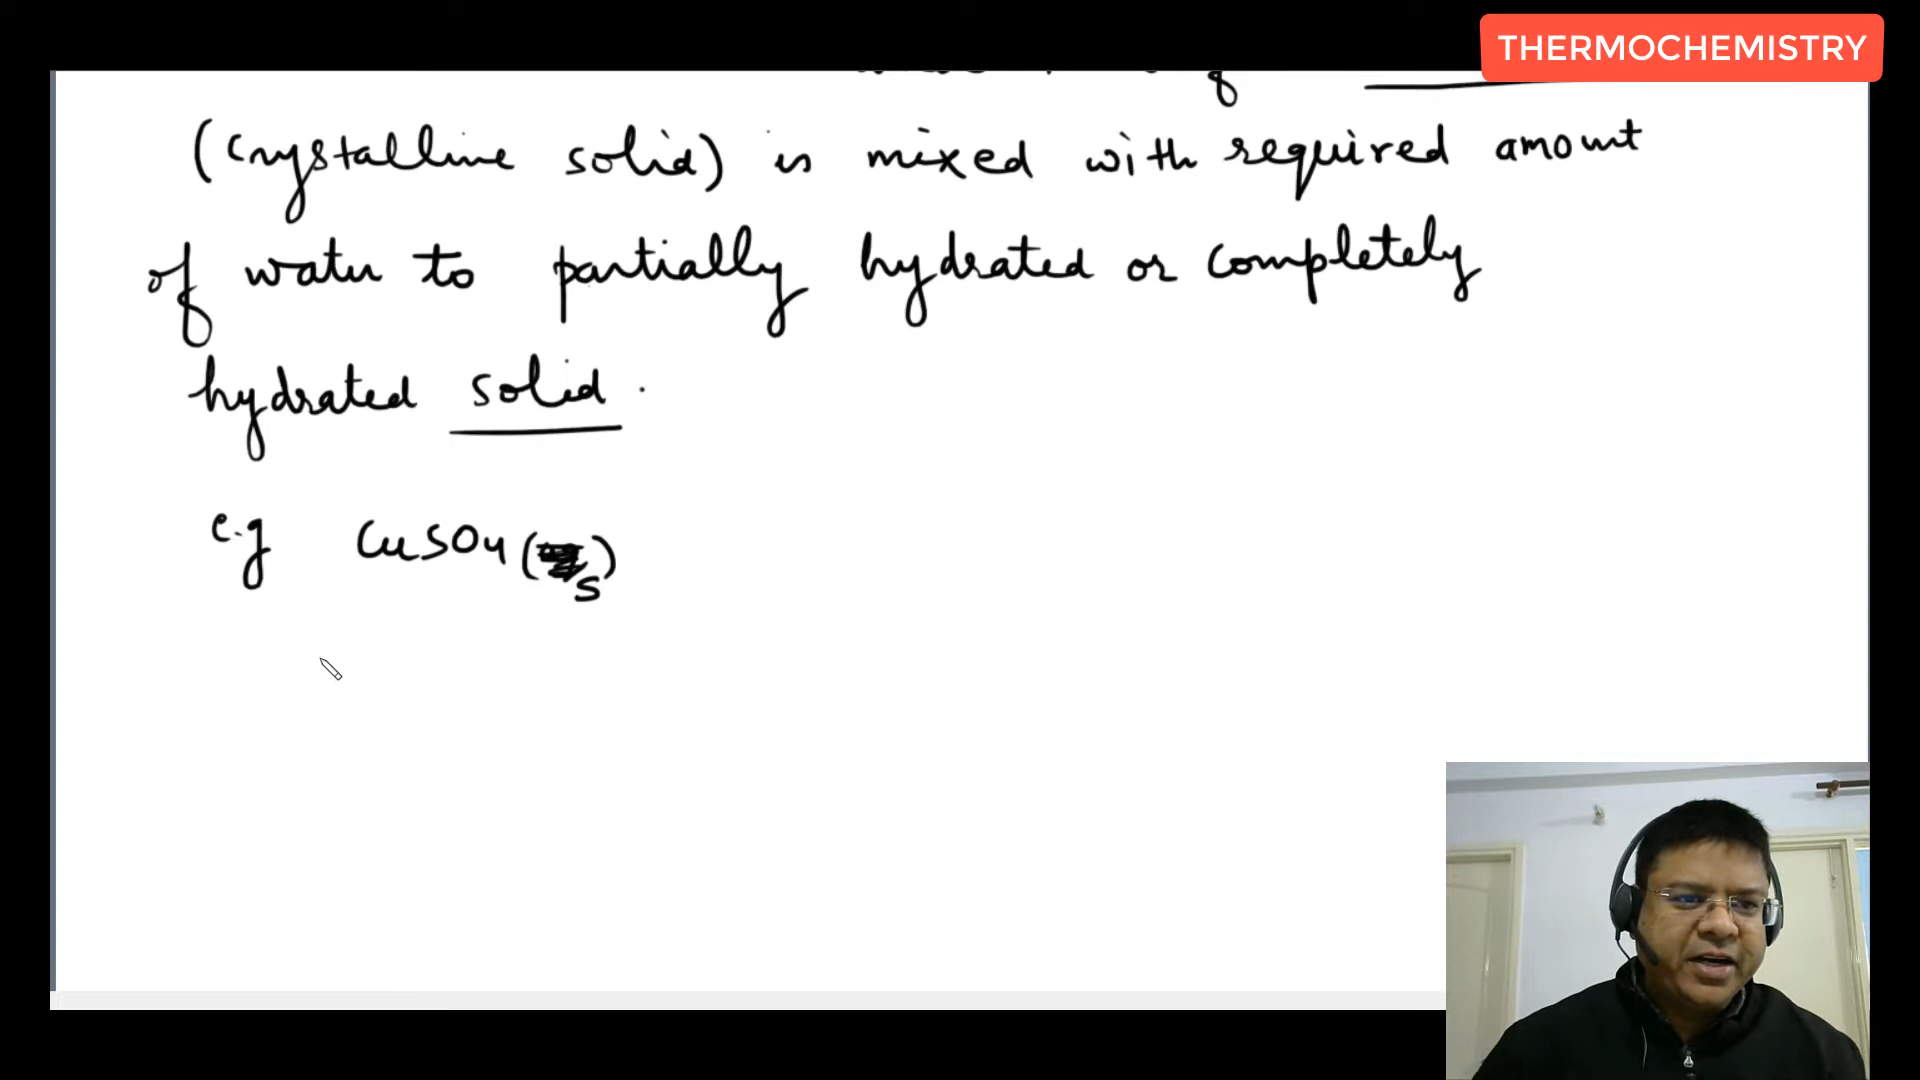 THERMOCHEMISTRY
(crystalline solid) is mixed with required amount
of water to partially hydrated or completely
hydrated solid.
e.g CuSO4 (s)